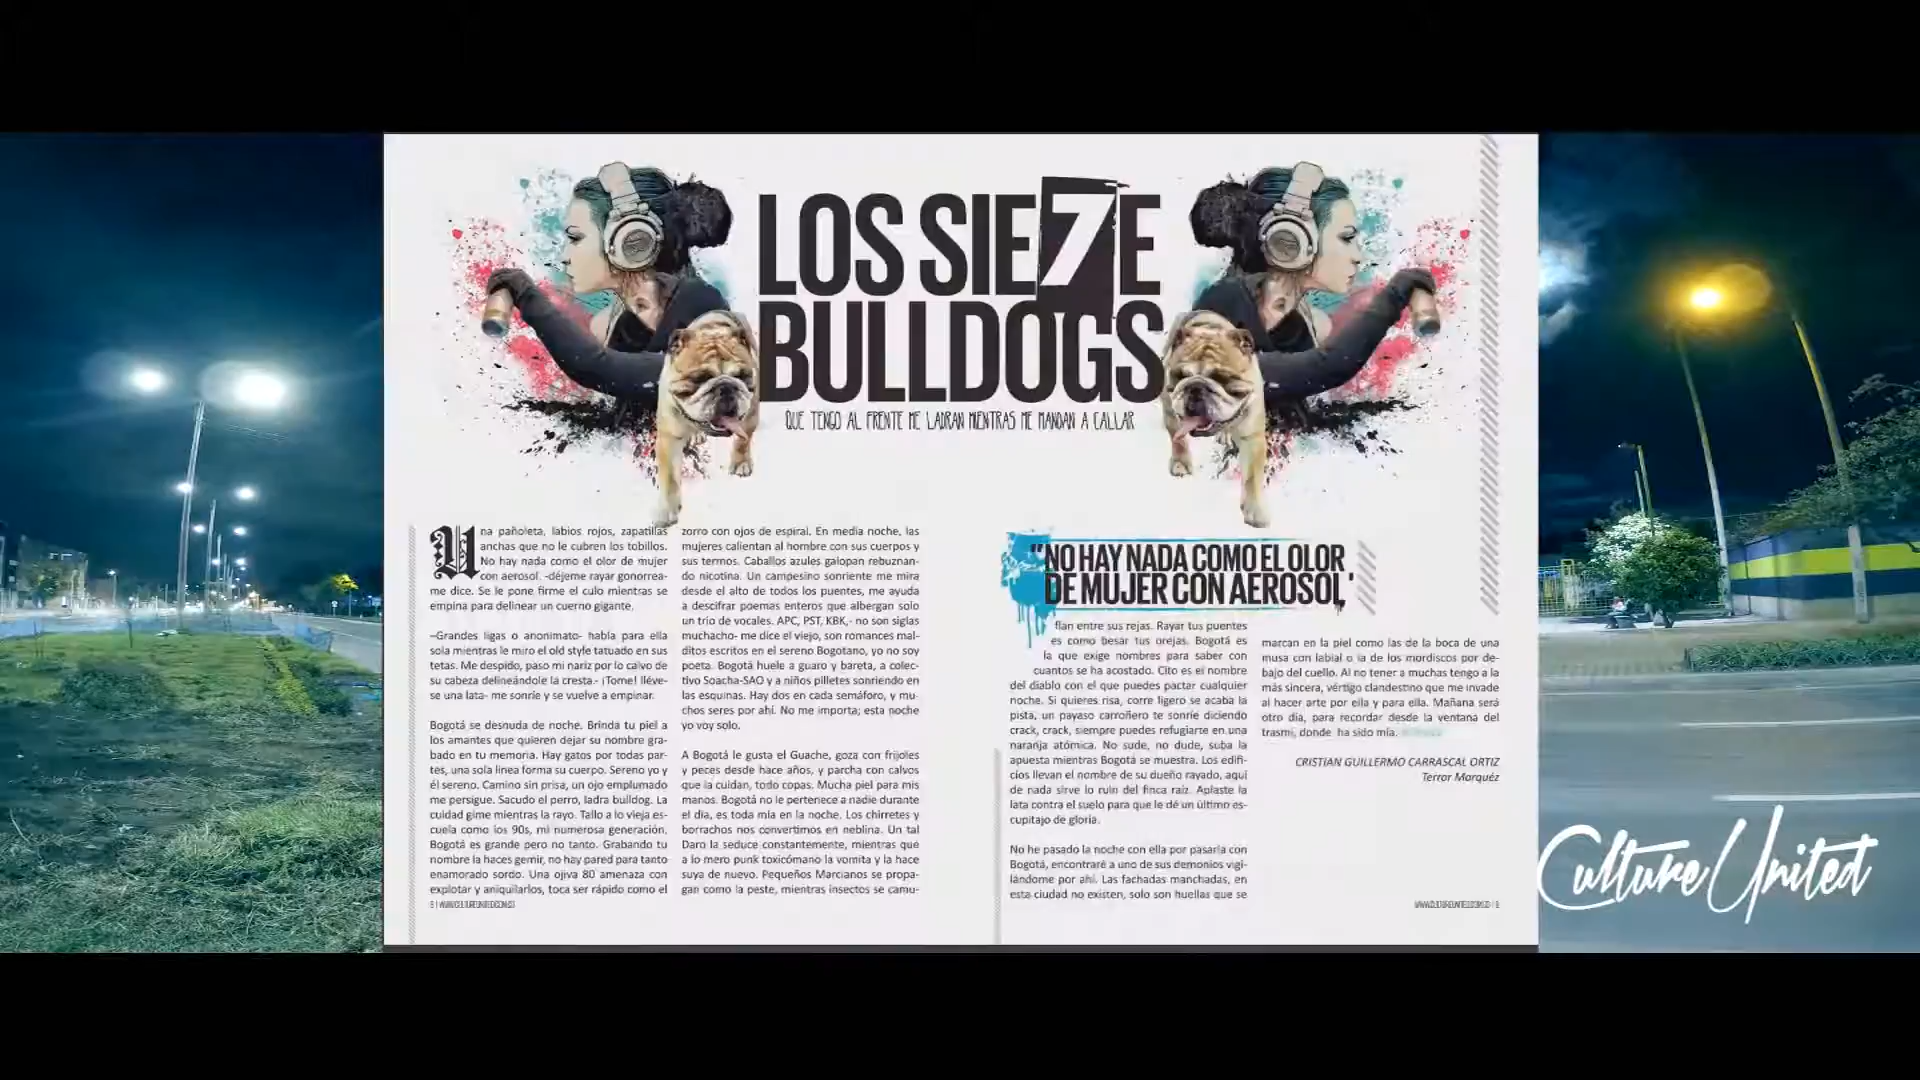 LOS SIE7E
BULLDOGS
QUE TENGO AL FRENTE ME LADRAN MIENTRAS ME MANDAN A CALLAR
Una pañoleta, labios rojos, zapatillas
anchas que no le cubren los tobillos.
No hay nada como el olor de mujer
con aerosol. -déjeme rayar gonorrea-
me dice. Se le pone firme el culo mientras se
empina para delinear un cuerno gigante.
–Grandes ligas o anonimato- habla para ella
sola mientras le miro el old style tatuado en sus
tetas. Me despido, paso mi nariz por lo calvo de
su cabeza delineándole la cresta.- ¡Tome! lléve-
se una lata- me sonríe y se vuelve a empinar.
Bogotá se desnuda de noche. Brinda tu piel a
los amantes que quieren dejar su nombre gra-
bado en tu memoria. Hay gatos por todas par-
tes, una sola línea forma su cuerpo. Sereno yo y
él sereno. Camino sin prisa, un ojo emplumado
me persigue. Sacudo el perro, ladra bulldog. La
cuidad gime mientras la rayo. Tallo a lo vieja es-
cuela como los 90s, mi numerosa generación,
Bogotá es grande pero no tanto. Grabando tu
nombre la haces gemir, no hay pared para tanto
enamorado sordo. Una ojiva 80 amenaza con
explotar y aniquilarlos, toca ser rápido como el
zorro con ojos de espiral. En media noche, las
mujeres calientan al hombre con sus cuerpos y
sus termos. Caballos azules galopan rebuznan-
do nicotina. Un campesino sonriente me mira
desde el alto de todos los puentes, me ayuda
a descifrar poemas enteros que albergan solo
un trio de vocales. APC, PST, KBK,- no son siglas
muchacho- me dice el viejo, son romances mal-
ditos escritos en el sereno Bogotano, yo no soy
poeta. Bogotá huele a guaro y bareta, a colec-
tivo Soacha-SAO y a niños pilletes sonriendo en
las esquinas. Hay dos en cada semáforo, y mu-
chos seres por ahí. No me importa; esta noche
yo voy solo.
A Bogotá le gusta el Guache, goza con frijoles
y peces desde hace años, y parcha con calvos
que la cuidan, todo copas. Mucha piel para mis
manos. Bogotá no le pertenece a nadie durante
el día, es toda mía en la noche. Los chirretes y
borrachos nos convertimos en neblina. Un tal
Daro la seduce constantemente, mientras que
a lo mero punk toxicómano la vomita y la hace
suya de nuevo. Pequeños Marcianos se propa-
gan como la peste, mientras insectos se camu-
"NO HAY NADA COMO EL OLOR
DE MUJER CON AEROSOL,"
flan entre sus rejas. Rayar tus puentes
es como besar tus orejas. Bogotá es
la que exige nombres para saber con
cuantos se ha acostado. Cito es el nombre
del diablo con el que puedes pactar cualquier
noche. Si quieres risa, corre ligero se acaba la
pista, un payaso carroñero te sonríe diciendo
crack, crack, siempre puedes refugiarte en una
naranja atómica. No sude, no dude, suba la
apuesta mientras Bogotá se muestra. Los edifi-
cios llevan el nombre de su dueño rayado, aquí
de nada sirve lo ruin del finca raíz. Aplaste la
lata contra el suelo para que le dé un último es-
cupitajo de gloria.
No he pasado la noche con ella por pasarla con
Bogotá, encontraré a uno de sus demonios vigi-
lándome por ahí. Las fachadas manchadas, en
esta ciudad no existen, solo son huellas que se
marcan en la piel como las de la boca de una
musa con labial o la de los mordiscos por de-
bajo del cuello. Al no tener a muchas tengo a la
más sincera, vértigo clandestino que me invade
al hacer arte por ella y para ella. Mañana será
otro día, para recordar desde la ventana del
trasmi, donde ha sido mía.
CRISTIAN GUILLERMO CARRASCAL ORTIZ
Terror Marquéz
WWW.CULTUREUNITED.COM.CO
WWW.CULTUREUNITED.COM.CO
Culture United